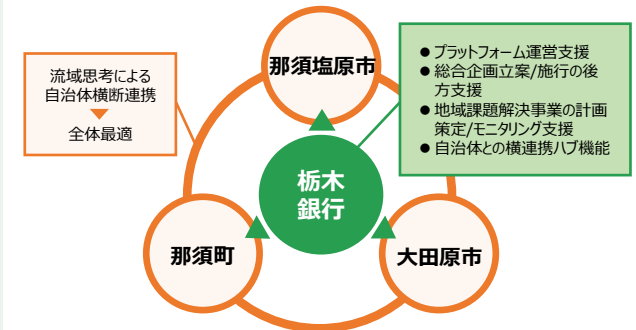 那須塩原市
流域思考による
自治体横断連携
全体最適
● プラットフォーム運営支援
● 総合企画立案/施行の後
方支援
● 地域課題解決事業の計画
策定/モニタリング支援
● 自治体との横連携ハブ機能
栃木
銀行
那須町
大田原市